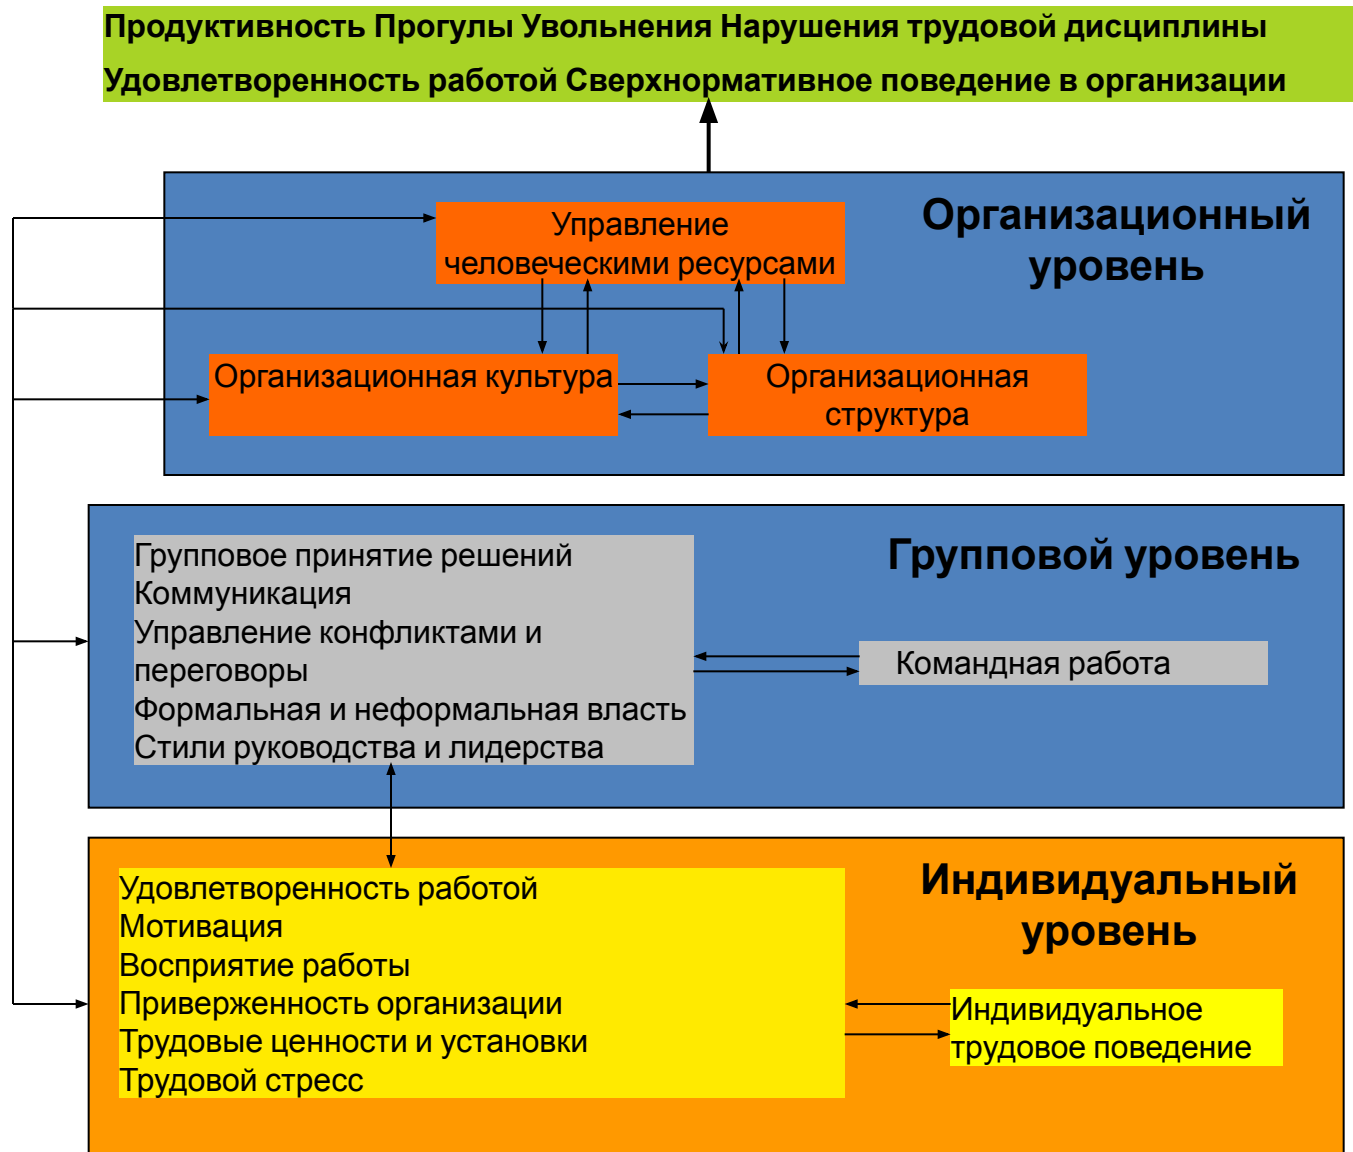 Продуктивность Прогулы Увольнения Нарушения трудовой дисциплины
Удовлетворенность работой Сверхнормативное поведение в организации
Организационный
уровень
Управление
человеческими ресурсами
Организационная культура
Организационная
структура
Групповой уровень
Групповое принятие решений
Коммуникация
Управление конфликтами и
переговоры
Формальная и неформальная власть
Стили руководства и лидерства
Командная работа
Индивидуальный
уровень
Удовлетворенность работой
Мотивация
Восприятие работы
Приверженность организации
Трудовые ценности и установки
Трудовой стресс
Индивидуальное
трудовое поведение